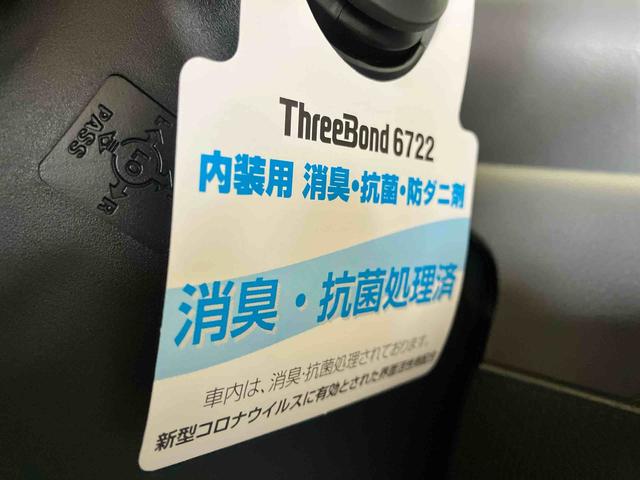 ThreeBond 6722
内装用 消臭・抗菌・防ダニ剤
消臭・抗菌処理済
車内は、消臭・抗菌処理されております。
新型コロナウイルスに有効とされた界面活性剤配合
PASS